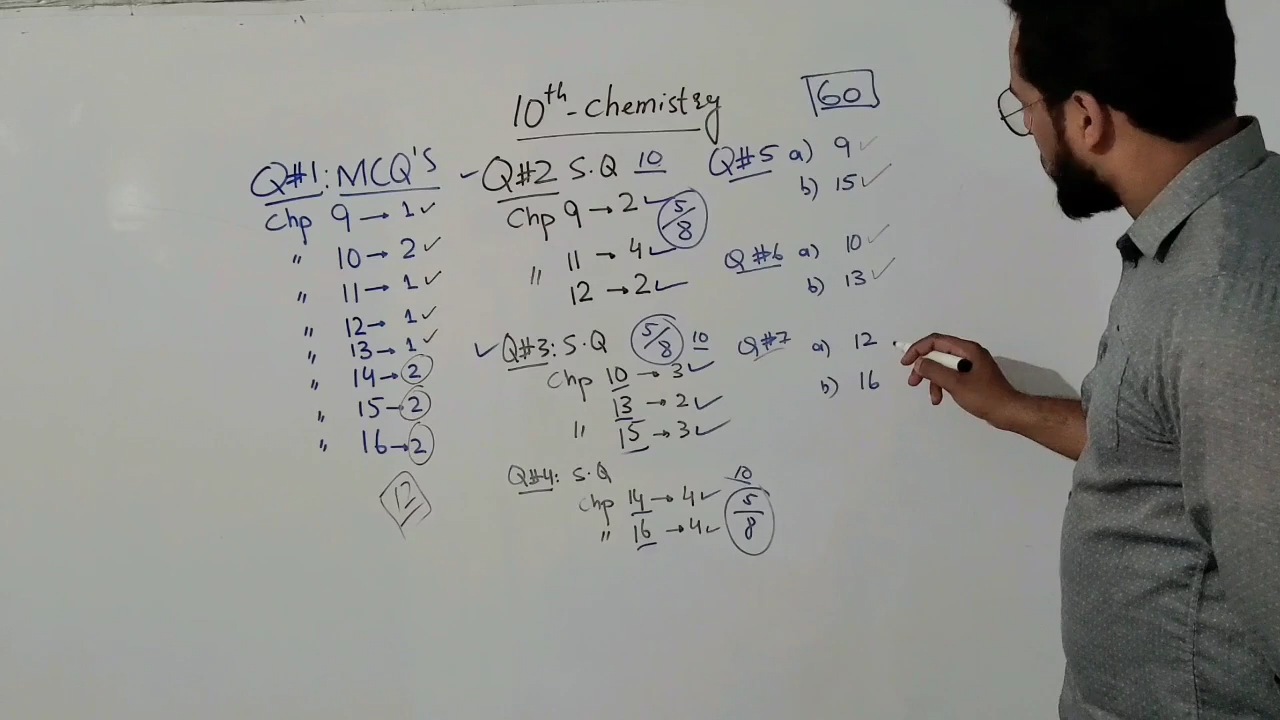 10th - Chemistry
60
Q#1: MCQ'S
Chp 9 → 1 ✓
" 10 → 2 ✓
" 11 → 1 ✓
" 12 → 1 ✓
" 13 → 1 ✓
" 14 → 2
" 15 → 2
" 16 → 2
12
✓ Q#2 S.Q 10
Chp 9 → 2 ✓ 5/8
" 11 → 4 ✓
12 → 2 ✓
✓ Q#3: S.Q 5/8 10
Chp 10 → 3 ✓
13 → 2 ✓
" 15 → 3 ✓
Q#4: S.Q 10
Chp 14 → 4 ✓ 5/8
" 16 → 4 ✓
Q#5 a) 9 ✓
b) 15 ✓
Q#6 a) 10 ✓
b) 13 ✓
Q#7 a) 12
b) 16